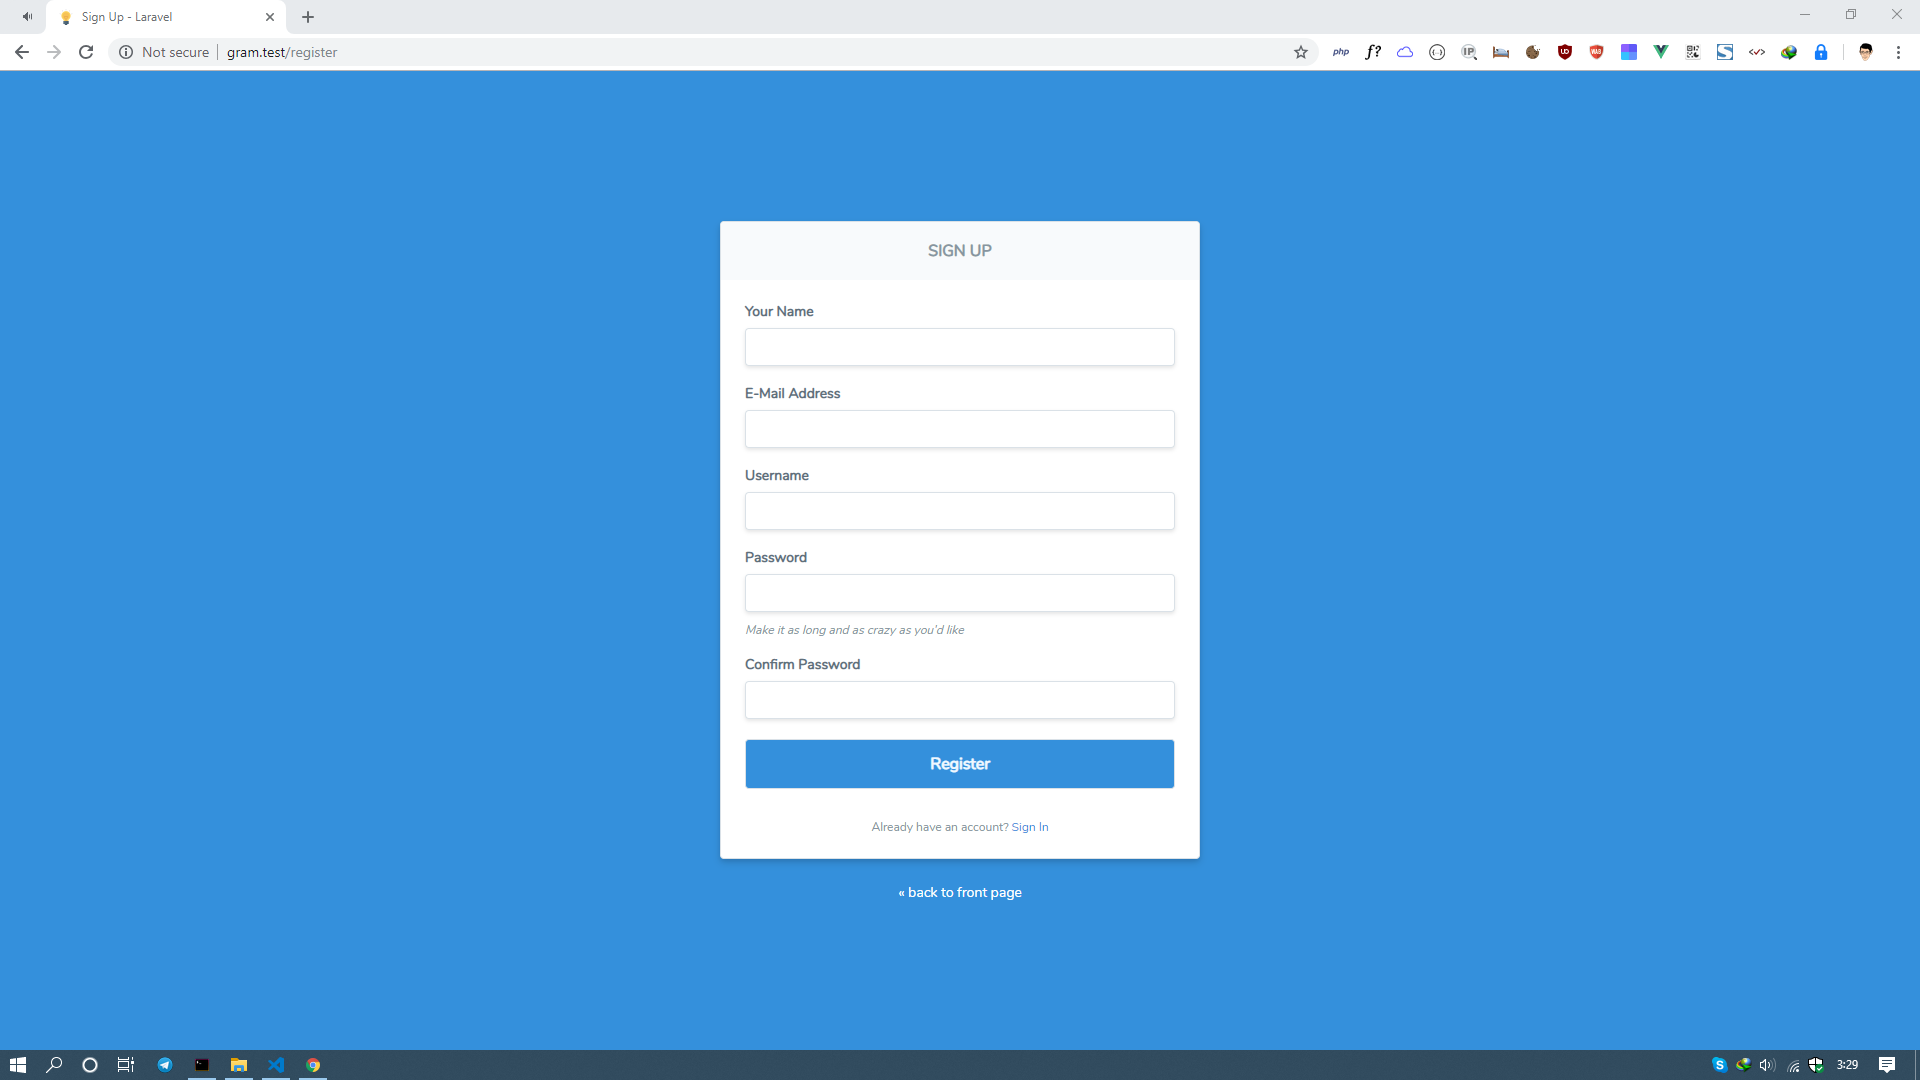 Sign Up - Laravel
Not secure
gram.test/register
php
f?
SIGN UP
Your Name
E-Mail Address
Username
Password
Make it as long and as crazy as you'd like
Confirm Password
Register
Already have an account? Sign In
« back to front page
3:29